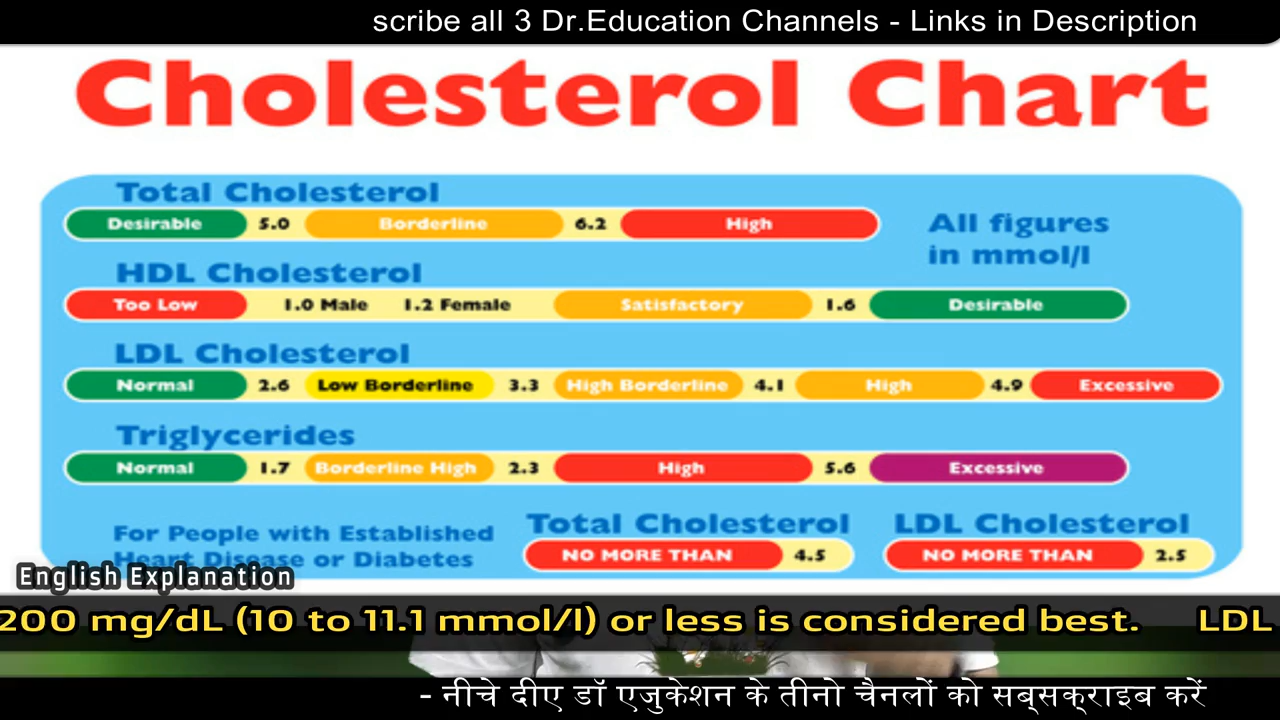 scribe all 3 Dr.Education Channels - Links in Description
Cholesterol Chart
Total Cholesterol
Desirable 5.0 Borderline 6.2 High
All figures
in mmol/l
HDL Cholesterol
Too Low 1.0 Male 1.2 Female Satisfactory 1.6 Desirable
LDL Cholesterol
Normal 2.6 Low Borderline 3.3 High Borderline 4.1 High 4.9 Excessive
Triglycerides
Normal 1.7 Borderline High 2.3 High 5.6 Excessive
For People with Established
Heart Disease or Diabetes
Total Cholesterol
NO MORE THAN 4.5
LDL Cholesterol
NO MORE THAN 2.5
English Explanation
200 mg/dL (10 to 11.1 mmol/l) or less is considered best. LDL
- नीचे दीए डॉ एजुकेशन के तीनो चैनलों को सब्सक्राइब करें